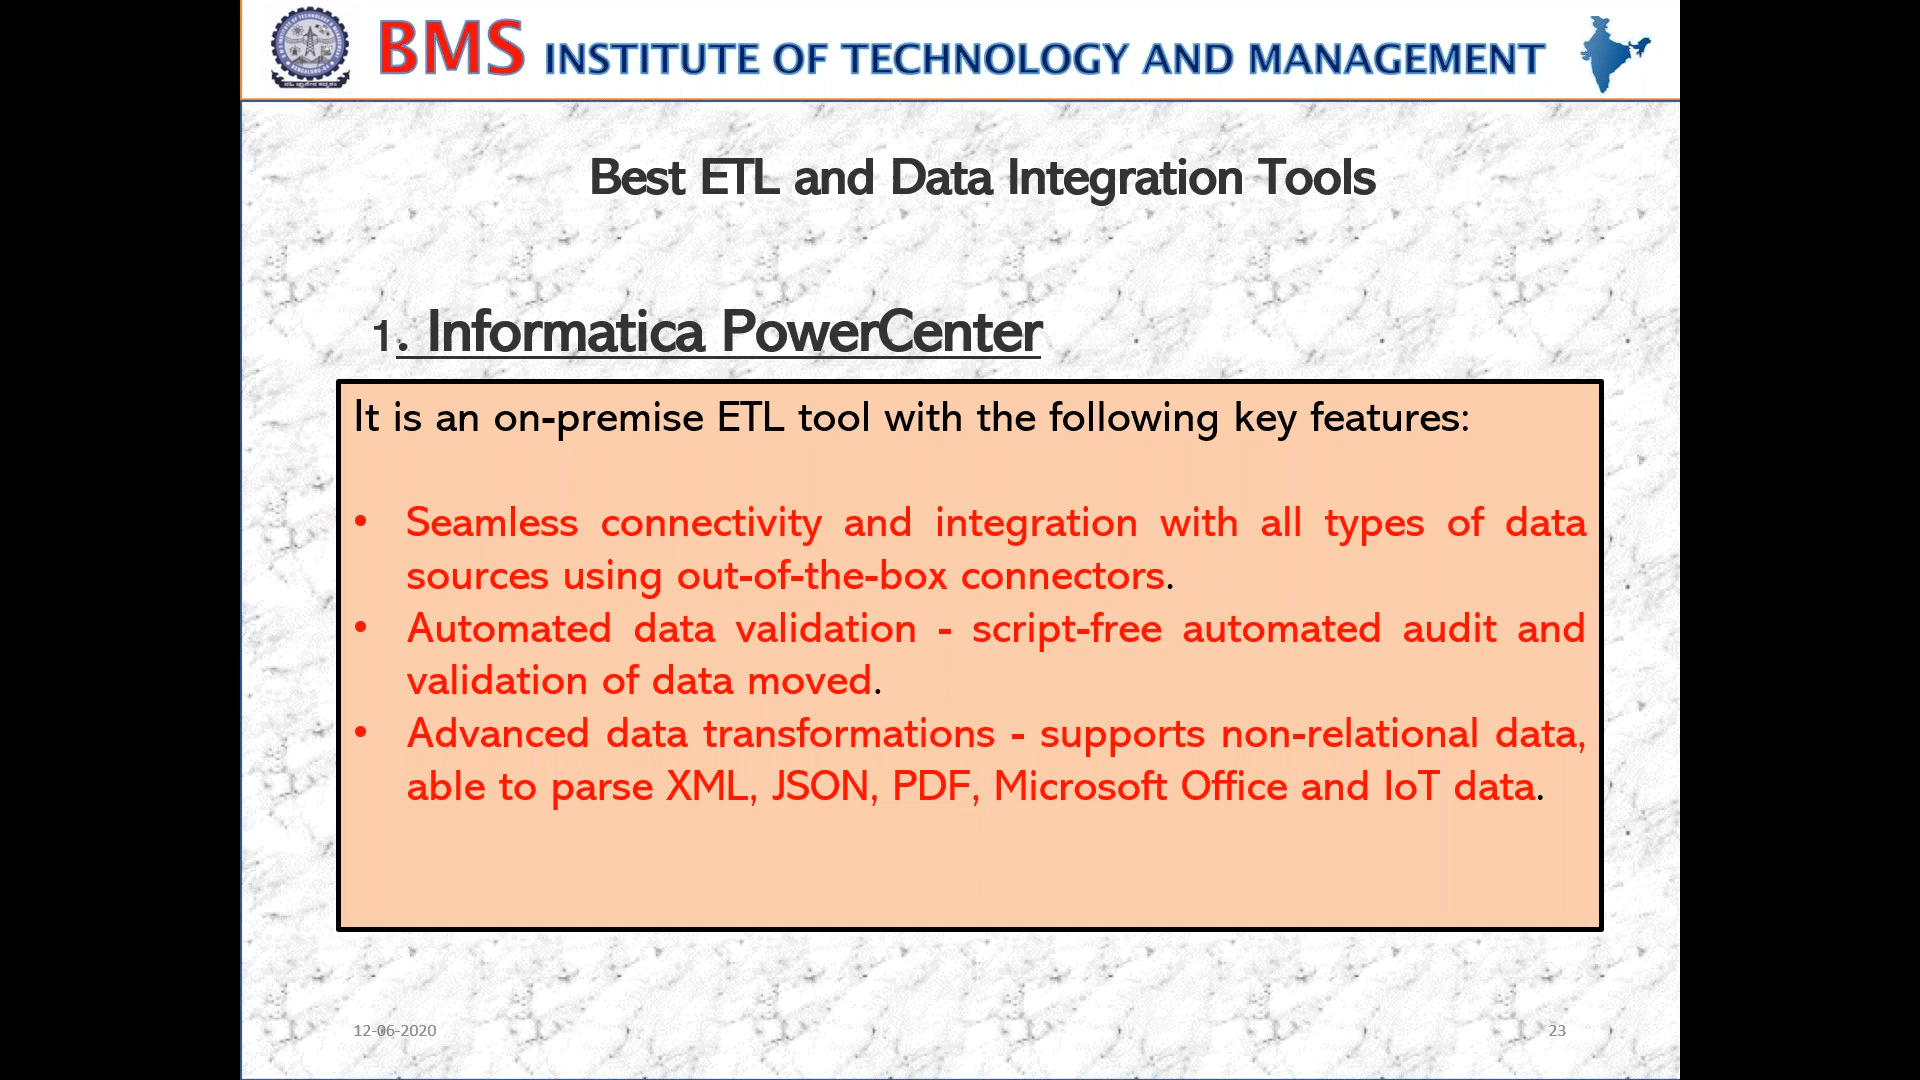 BMS INSTITUTE OF TECHNOLOGY AND MANAGEMENT
Best ETL and Data Integration Tools
1. Informatica PowerCenter
It is an on-premise ETL tool with the following key features:
• Seamless connectivity and integration with all types of data
sources using out-of-the-box connectors.
• Automated data validation - script-free automated audit and
validation of data moved.
• Advanced data transformations - supports non-relational data,
able to parse XML, JSON, PDF, Microsoft Office and IoT data.
12-06-2020
23